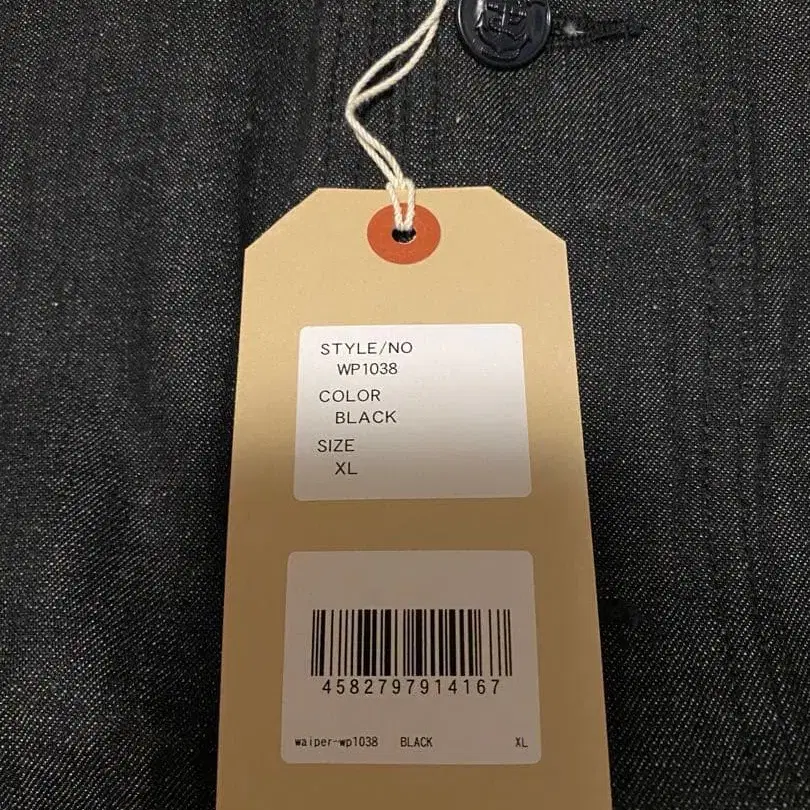 STYLE/NO
WP1038
COLOR
BLACK
SIZE
XL
4582797914167
waiper-wp1038 BLACK XL